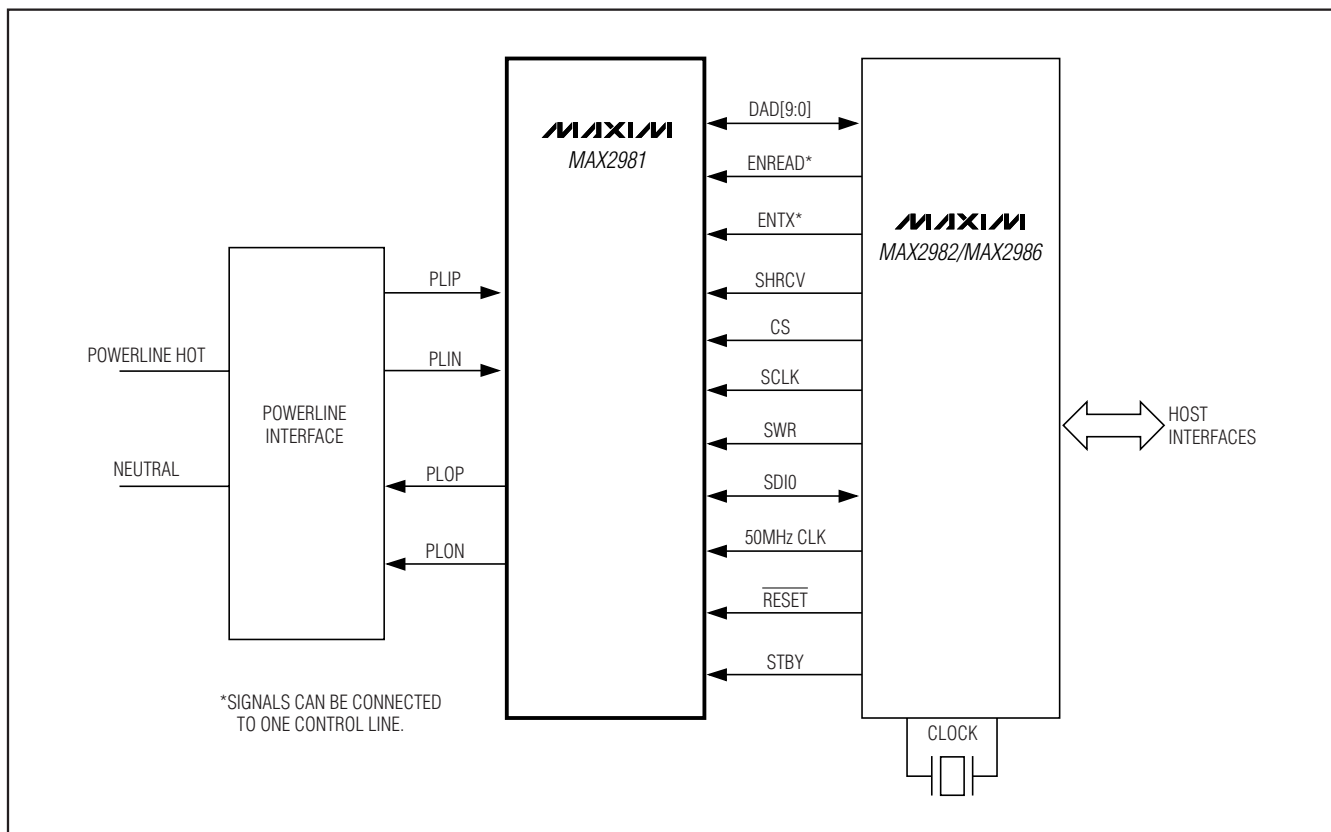 MAXIM
MAX2981
MAXIM
MAX2982/MAX2986
DAD[9:0]
ENREAD*
ENTX*
SHRCV
CS
SCLK
SWR
SDI0
50MHz CLK
RESET
STBY
PLIP
PLIN
PLOP
PLON
POWERLINE HOT
NEUTRAL
POWERLINE
INTERFACE
HOST
INTERFACES
CLOCK
*SIGNALS CAN BE CONNECTED
TO ONE CONTROL LINE.